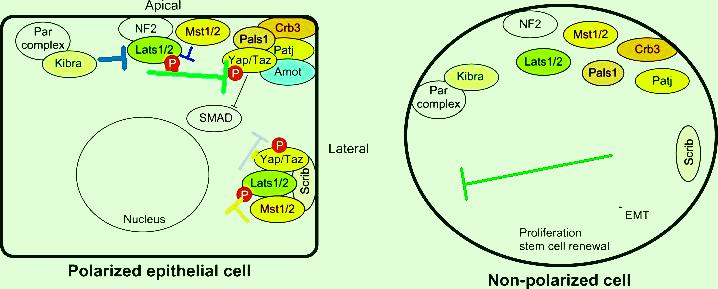 Apical
Par
complex
Kibra
NF2
Lats1/2
P
Mst1/2
Crb3
Pals1
Patj
Yap/Taz
P
Amot
SMAD
Nucleus
P
Yap/Taz
Lats1/2
P
Mst1/2
Scrib
Lateral
Polarized epithelial cell
NF2
Mst1/2
Crb3
Lats1/2
Pals1
Patj
Kibra
Par
complex
Scrib
EMT
Proliferation
stem cell renewal
Non-polarized cell